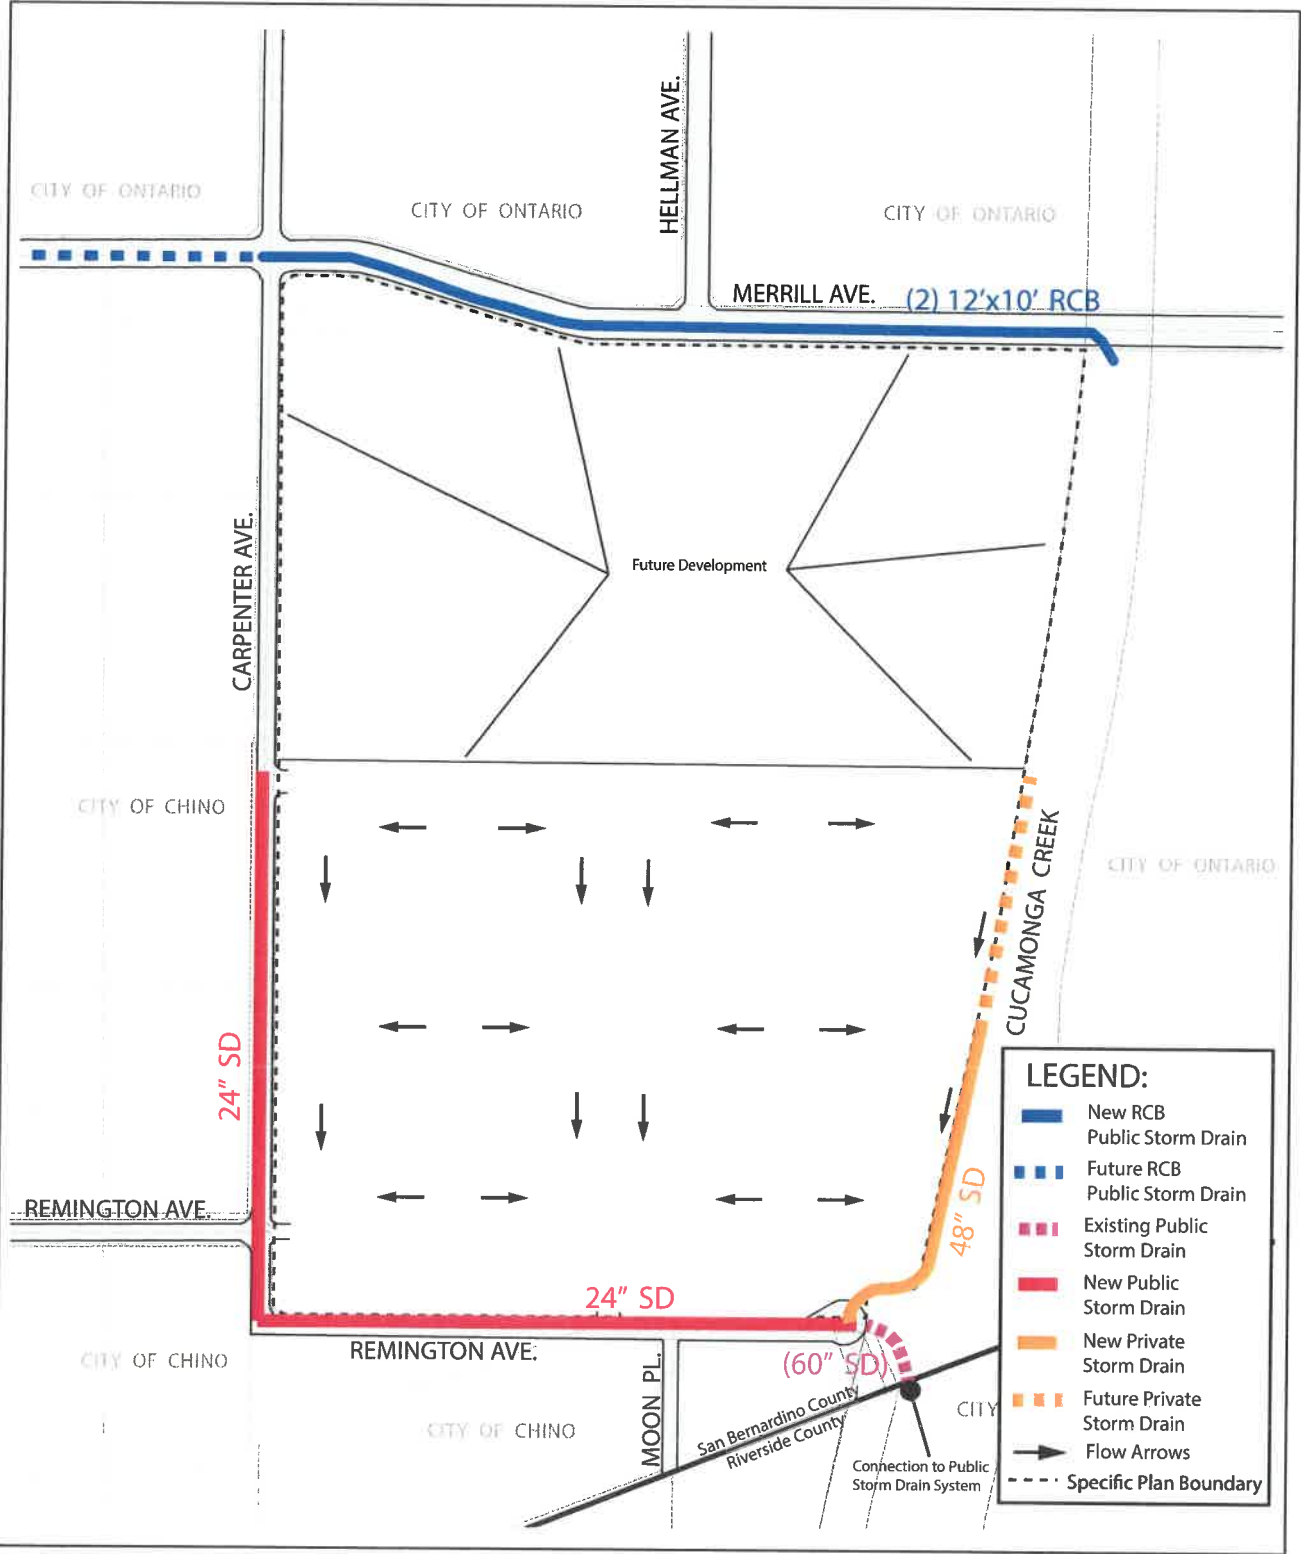 HELLMAN AVE.
CITY OF ONTARIO
CITY OF ONTARIO
CITY OF ONTARIO
MERRILL AVE.
(2) 12'x10' RCB
CARPENTER AVE.
Future Development
CITY OF CHINO
CUCAMONGA CREEK
CITY OF ONTARIO
24" SD
48" SD
REMINGTON AVE.
24" SD
REMINGTON AVE.
CITY OF CHINO
(60" SD)
MOON PL.
CITY OF CHINO
San Bernardino County
Riverside County
CITY
Connection to Public
Storm Drain System
LEGEND:
New RCB
Public Storm Drain
Future RCB
Public Storm Drain
Existing Public
Storm Drain
New Public
Storm Drain
New Private
Storm Drain
Future Private
Storm Drain
Flow Arrows
Specific Plan Boundary